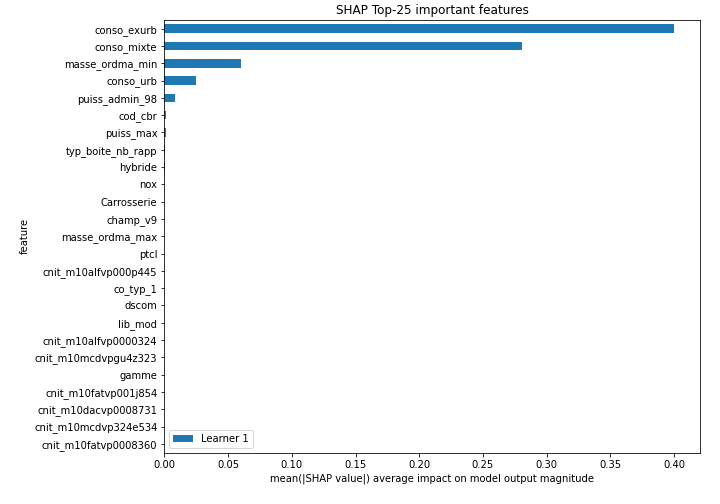 SHAP Top-25 important features
conso_exurb
conso_mixte
masse_ordma_min
conso_urb
puiss_admin_98
cod_cbr
puiss_max
typ_boite_nb_rapp
hybride
nox
Carrosserie
champ_v9
masse_ordma_max
ptcl
cnit_m10alfvp000p445
co_typ_1
dscom
lib_mod
cnit_m10alfvp0000324
cnit_m10mcdvpgu4z323
gamme
cnit_m10fatvp001j854
cnit_m10dacvp0008731
cnit_m10mcdvp324e534
cnit_m10fatvp0008360
feature
Learner 1
0.00 0.05 0.10 0.15 0.20 0.25 0.30 0.35 0.40
mean(|SHAP value|) average impact on model output magnitude